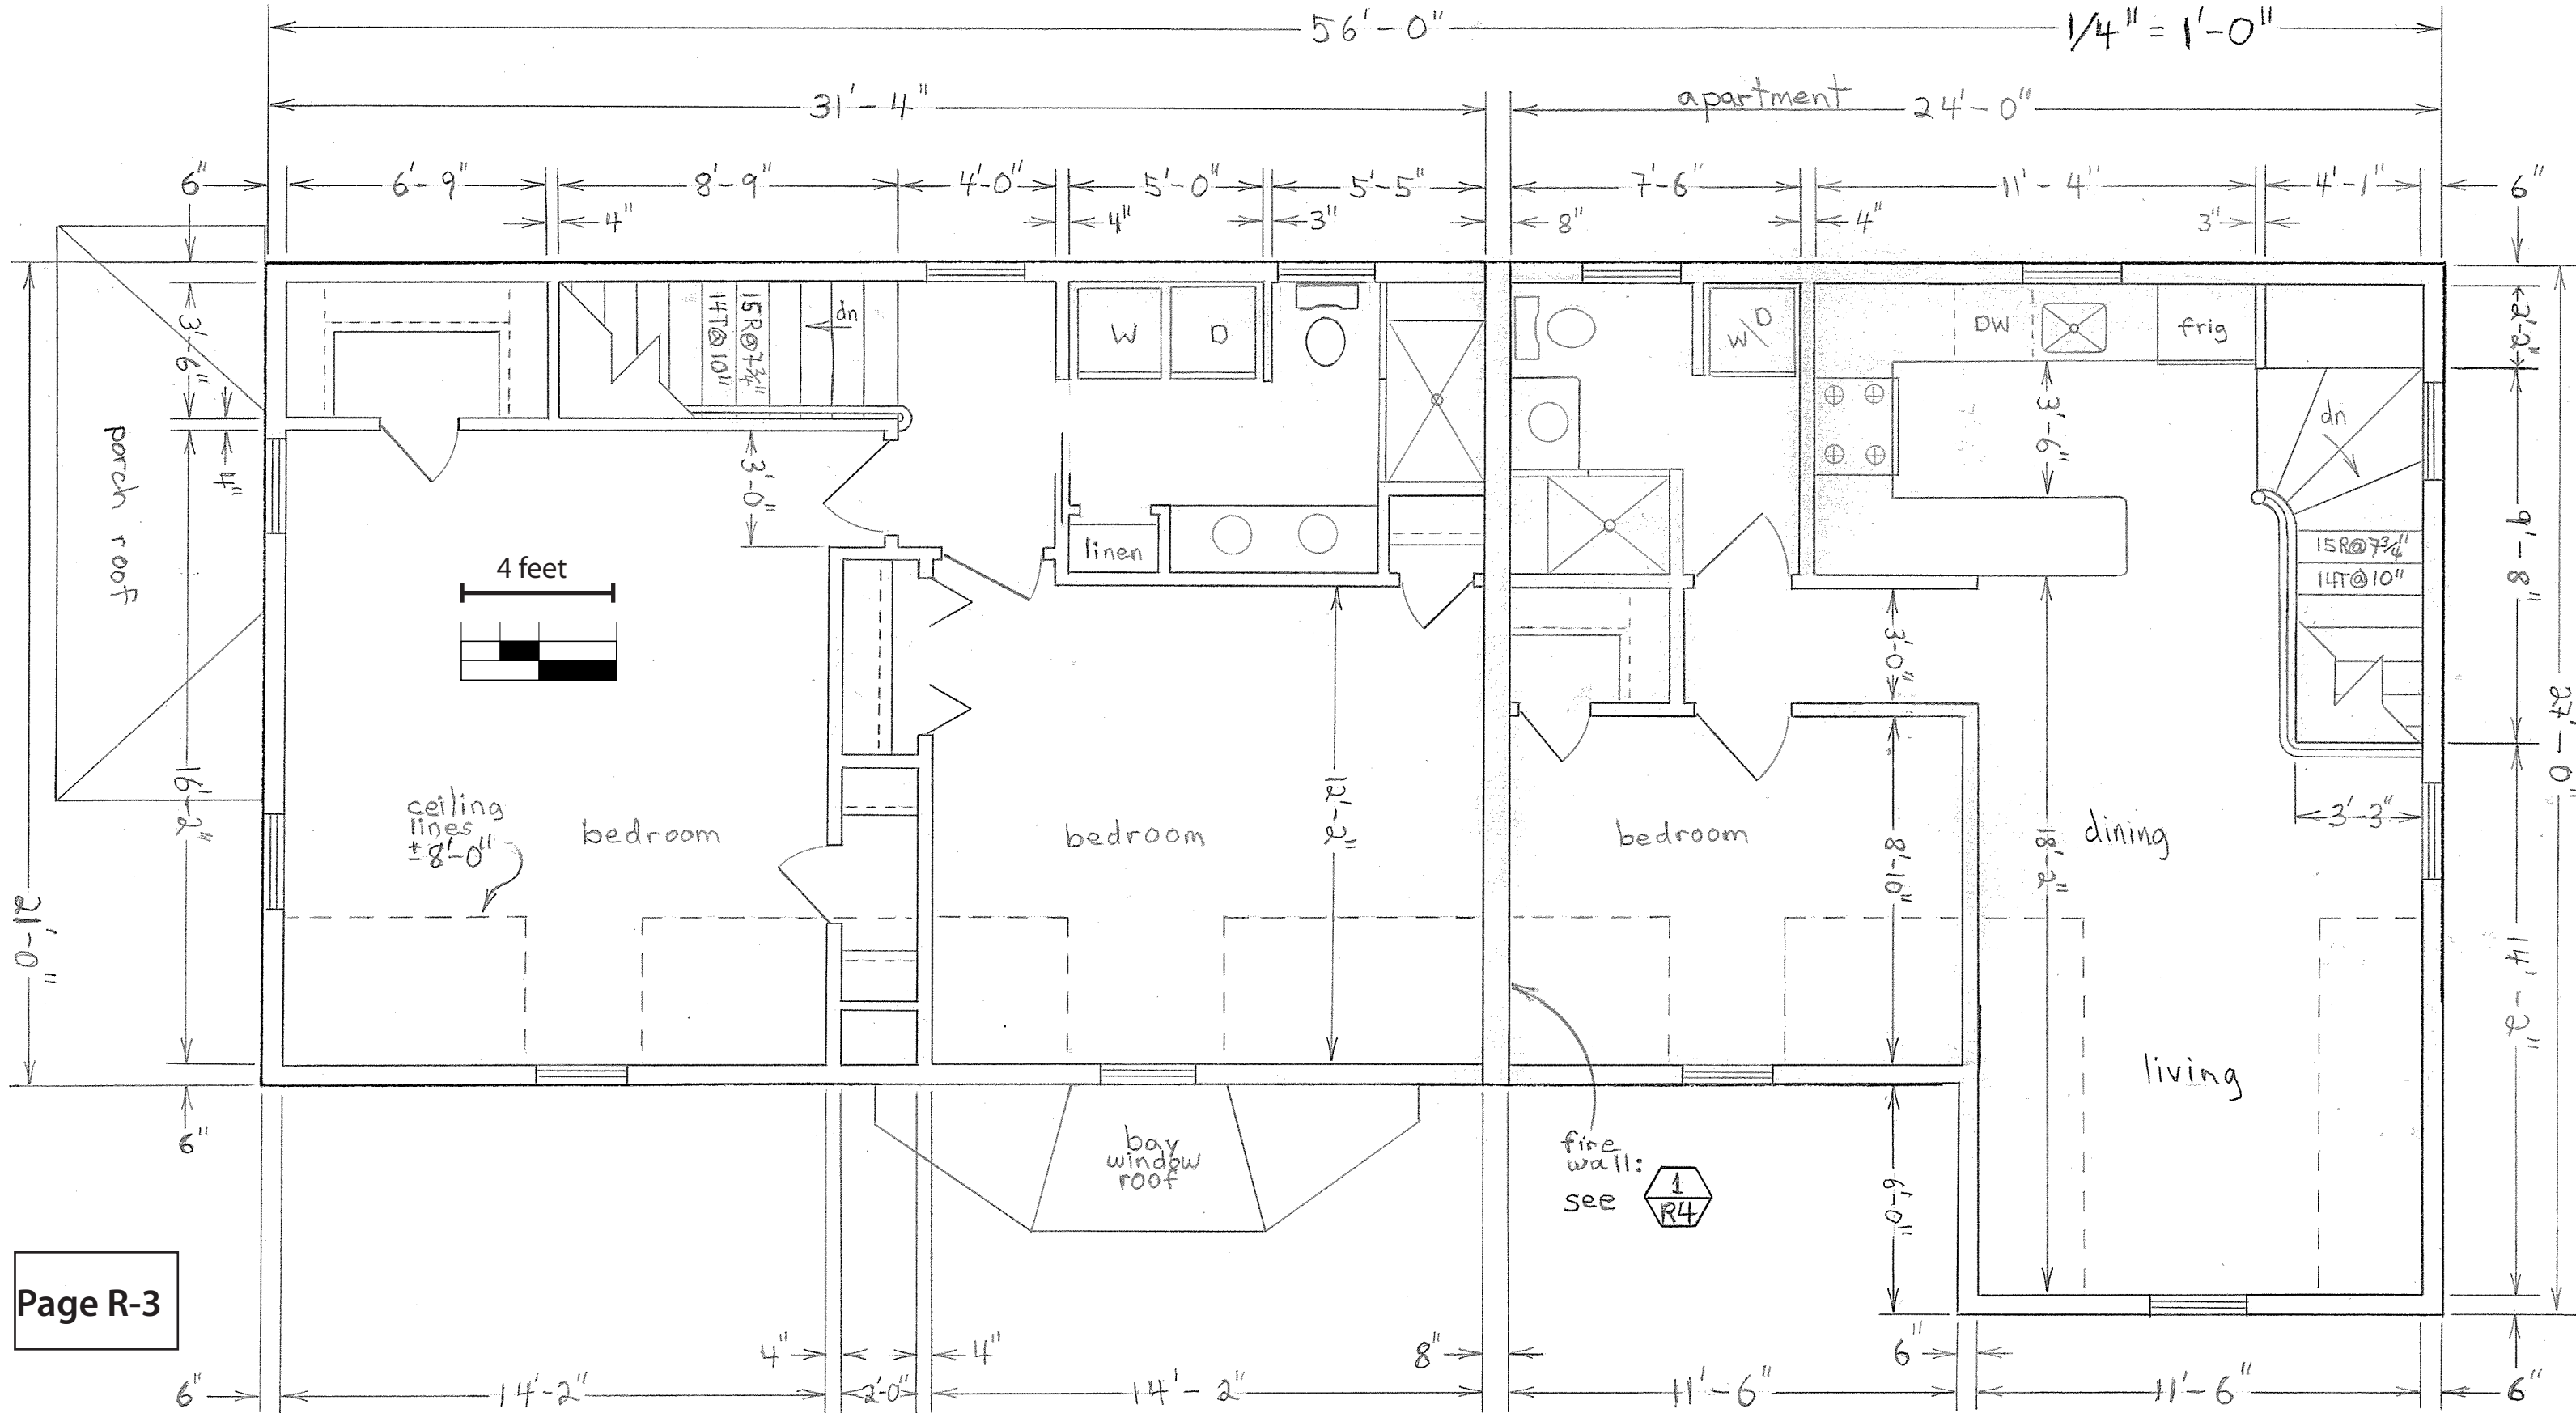 56'-0"
1/4" = 1'-0"
31'-4"
apartment
24'-0"
6"
6'-9"
8'-9"
4'-0"
5'-0"
5'-5"
7'-6"
11'-4"
4'-1"
6"
4"
4"
3"
8"
4"
3"
3'-6"
15R@7¾"
14T@10"
dn
W
D
W/D
DW
frig
2'-2"
4"
porch roof
3'-0"
3'-6"
dn
4 feet
linen
15R@7¾"
14T@10"
9'-8"
3'-0"
27'-0"
16'-2"
ceiling
lines
±8'-0"
bedroom
bedroom
12'-2"
bedroom
8'-10"
18'-2"
dining
3'-3"
21'-0"
14'-2"
living
6"
bay
window
roof
fire
wall:
see
1
R4
6'-0"
Page R-3
4"
4"
8"
6"
6"
14'-2"
2'-0"
14'-2"
11'-6"
11'-6"
6"